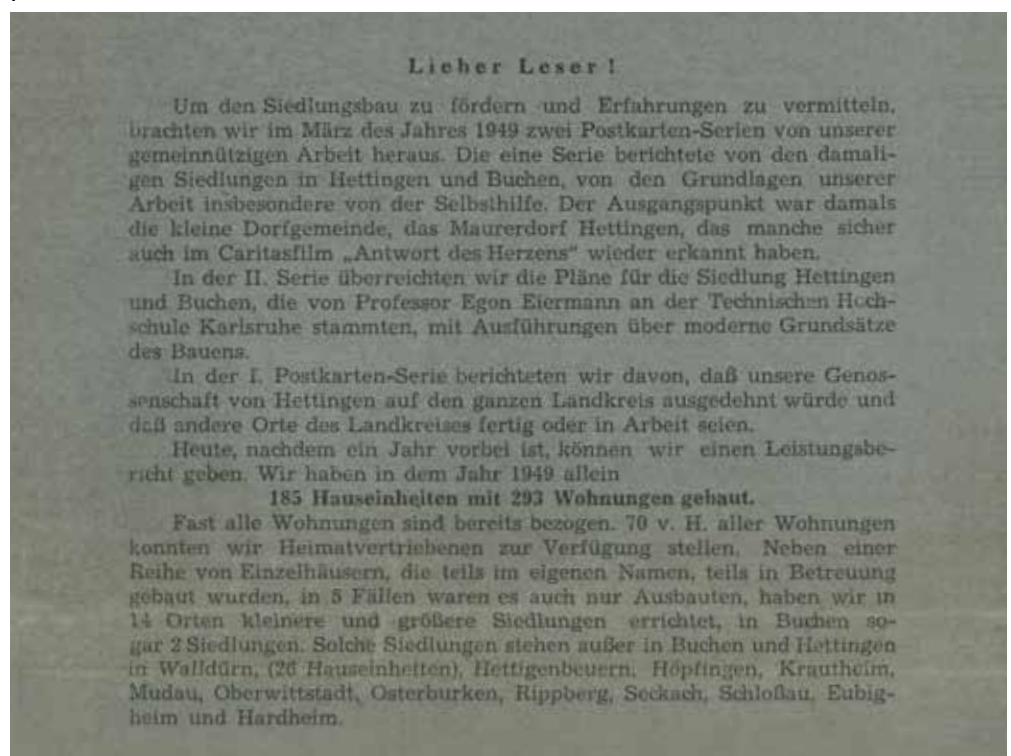 Lieber Leser!
Um den Siedlungsbau zu fördern und Erfahrungen zu vermitteln,
brachten wir im März des Jahres 1949 zwei Postkarten-Serien von unserer
gemeinnützigen Arbeit heraus. Die eine Serie berichtete von den damali-
gen Siedlungen in Hettingen und Buchen, von den Grundlagen unserer
Arbeit insbesondere von der Selbsthilfe. Der Ausgangspunkt war damals
die kleine Dorfgemeinde, das Maurerdorf Hettingen, das manche sicher
auch im Caritasfilm „Antwort des Herzens“ wieder erkannt haben.
In der II. Serie überreichten wir die Pläne für die Siedlung Hettingen
und Buchen, die von Professor Egon Eiermann an der Technischen Hoch-
schule Karlsruhe stammten, mit Ausführungen über moderne Grundsätze
des Bauens.
In der I. Postkarten-Serie berichteten wir davon, daß unsere Genos-
senschaft von Hettingen auf den ganzen Landkreis ausgedehnt würde und
daß andere Orte des Landkreises fertig oder in Arbeit seien.
Heute, nachdem ein Jahr vorbei ist, können wir einen Leistungsbe-
richt geben. Wir haben in dem Jahr 1949 allein
185 Hauseinheiten mit 293 Wohnungen gebaut.
Fast alle Wohnungen sind bereits bezogen. 70 v. H. aller Wohnungen
konnten wir Heimatvertriebenen zur Verfügung stellen. Neben einer
Reihe von Einzelhäusern, die teils im eigenen Namen, teils in Betreuung
gebaut wurden, in 5 Fällen waren es auch nur Ausbauten, haben wir in
14 Orten kleinere und größere Siedlungen errichtet, in Buchen so-
gar 2 Siedlungen. Solche Siedlungen stehen außer in Buchen und Hettingen
in Walldürn, (26 Hauseinheiten), Hettigenbeuern, Höpfingen, Krautheim,
Mudau, Oberwittstadt, Osterburken, Rippberg, Seckach, Schloßau, Eubig-
heim und Hardheim.